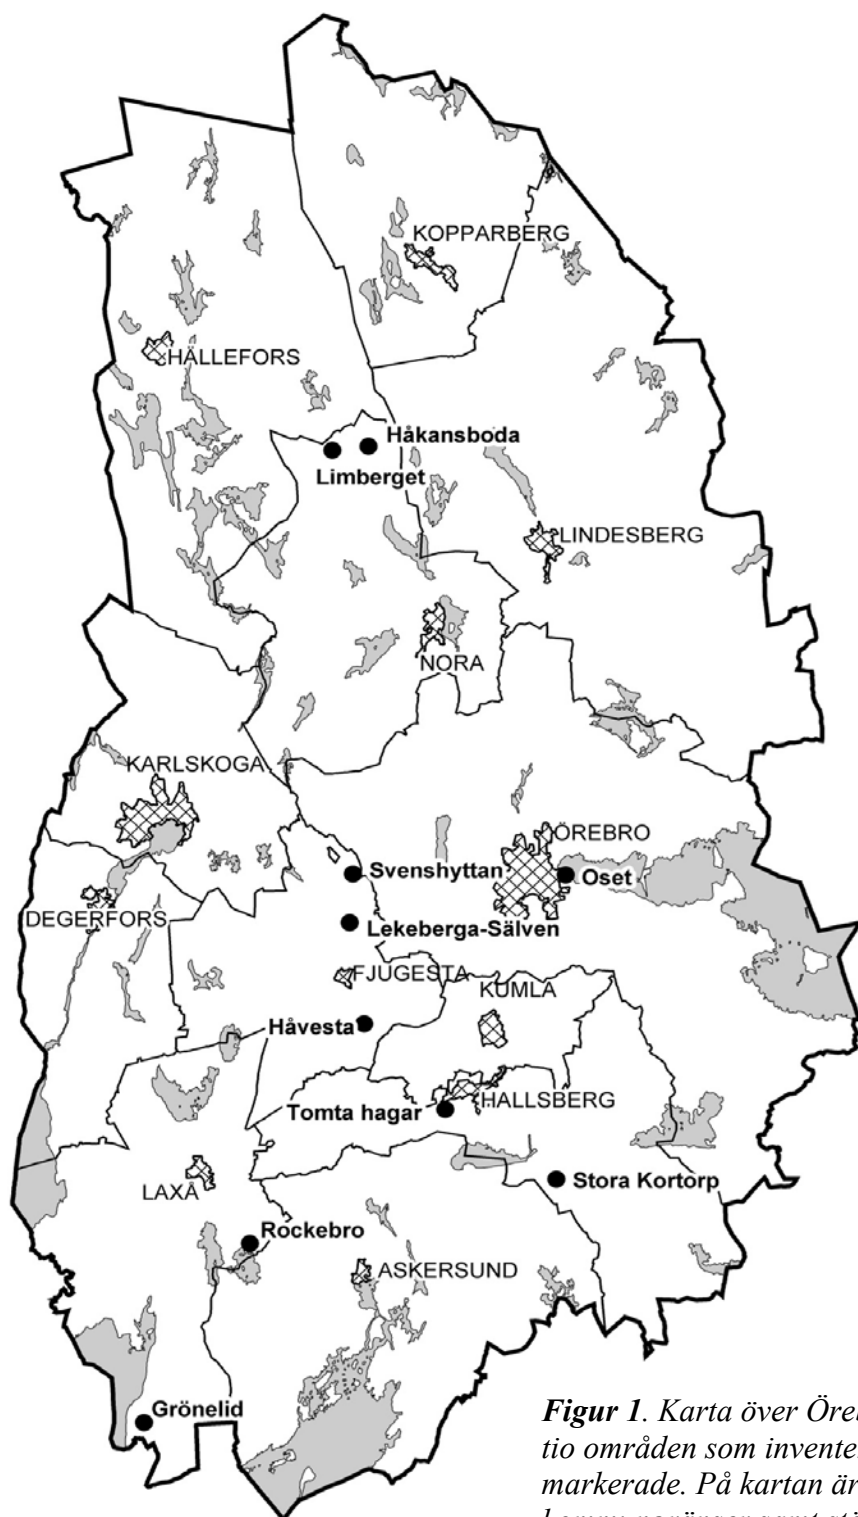 KOPPARBERG
HÄLLEFORS
Håkansboda
Limberget
LINDESBERG
NORA
KARLSKOGA
ÖREBRO
Svenshyttan
Oset
DEGERFORS
Lekeberga-Sälven
FJUGESTA
KUMLA
Håvesta
HALLSBERG
Tomta hagar
Stora Kortorp
LAXÅ
Rockebro
ASKERSUND
Grönelid
Figur 1. Karta över Öre
tio områden som invente
markerade. På kartan är